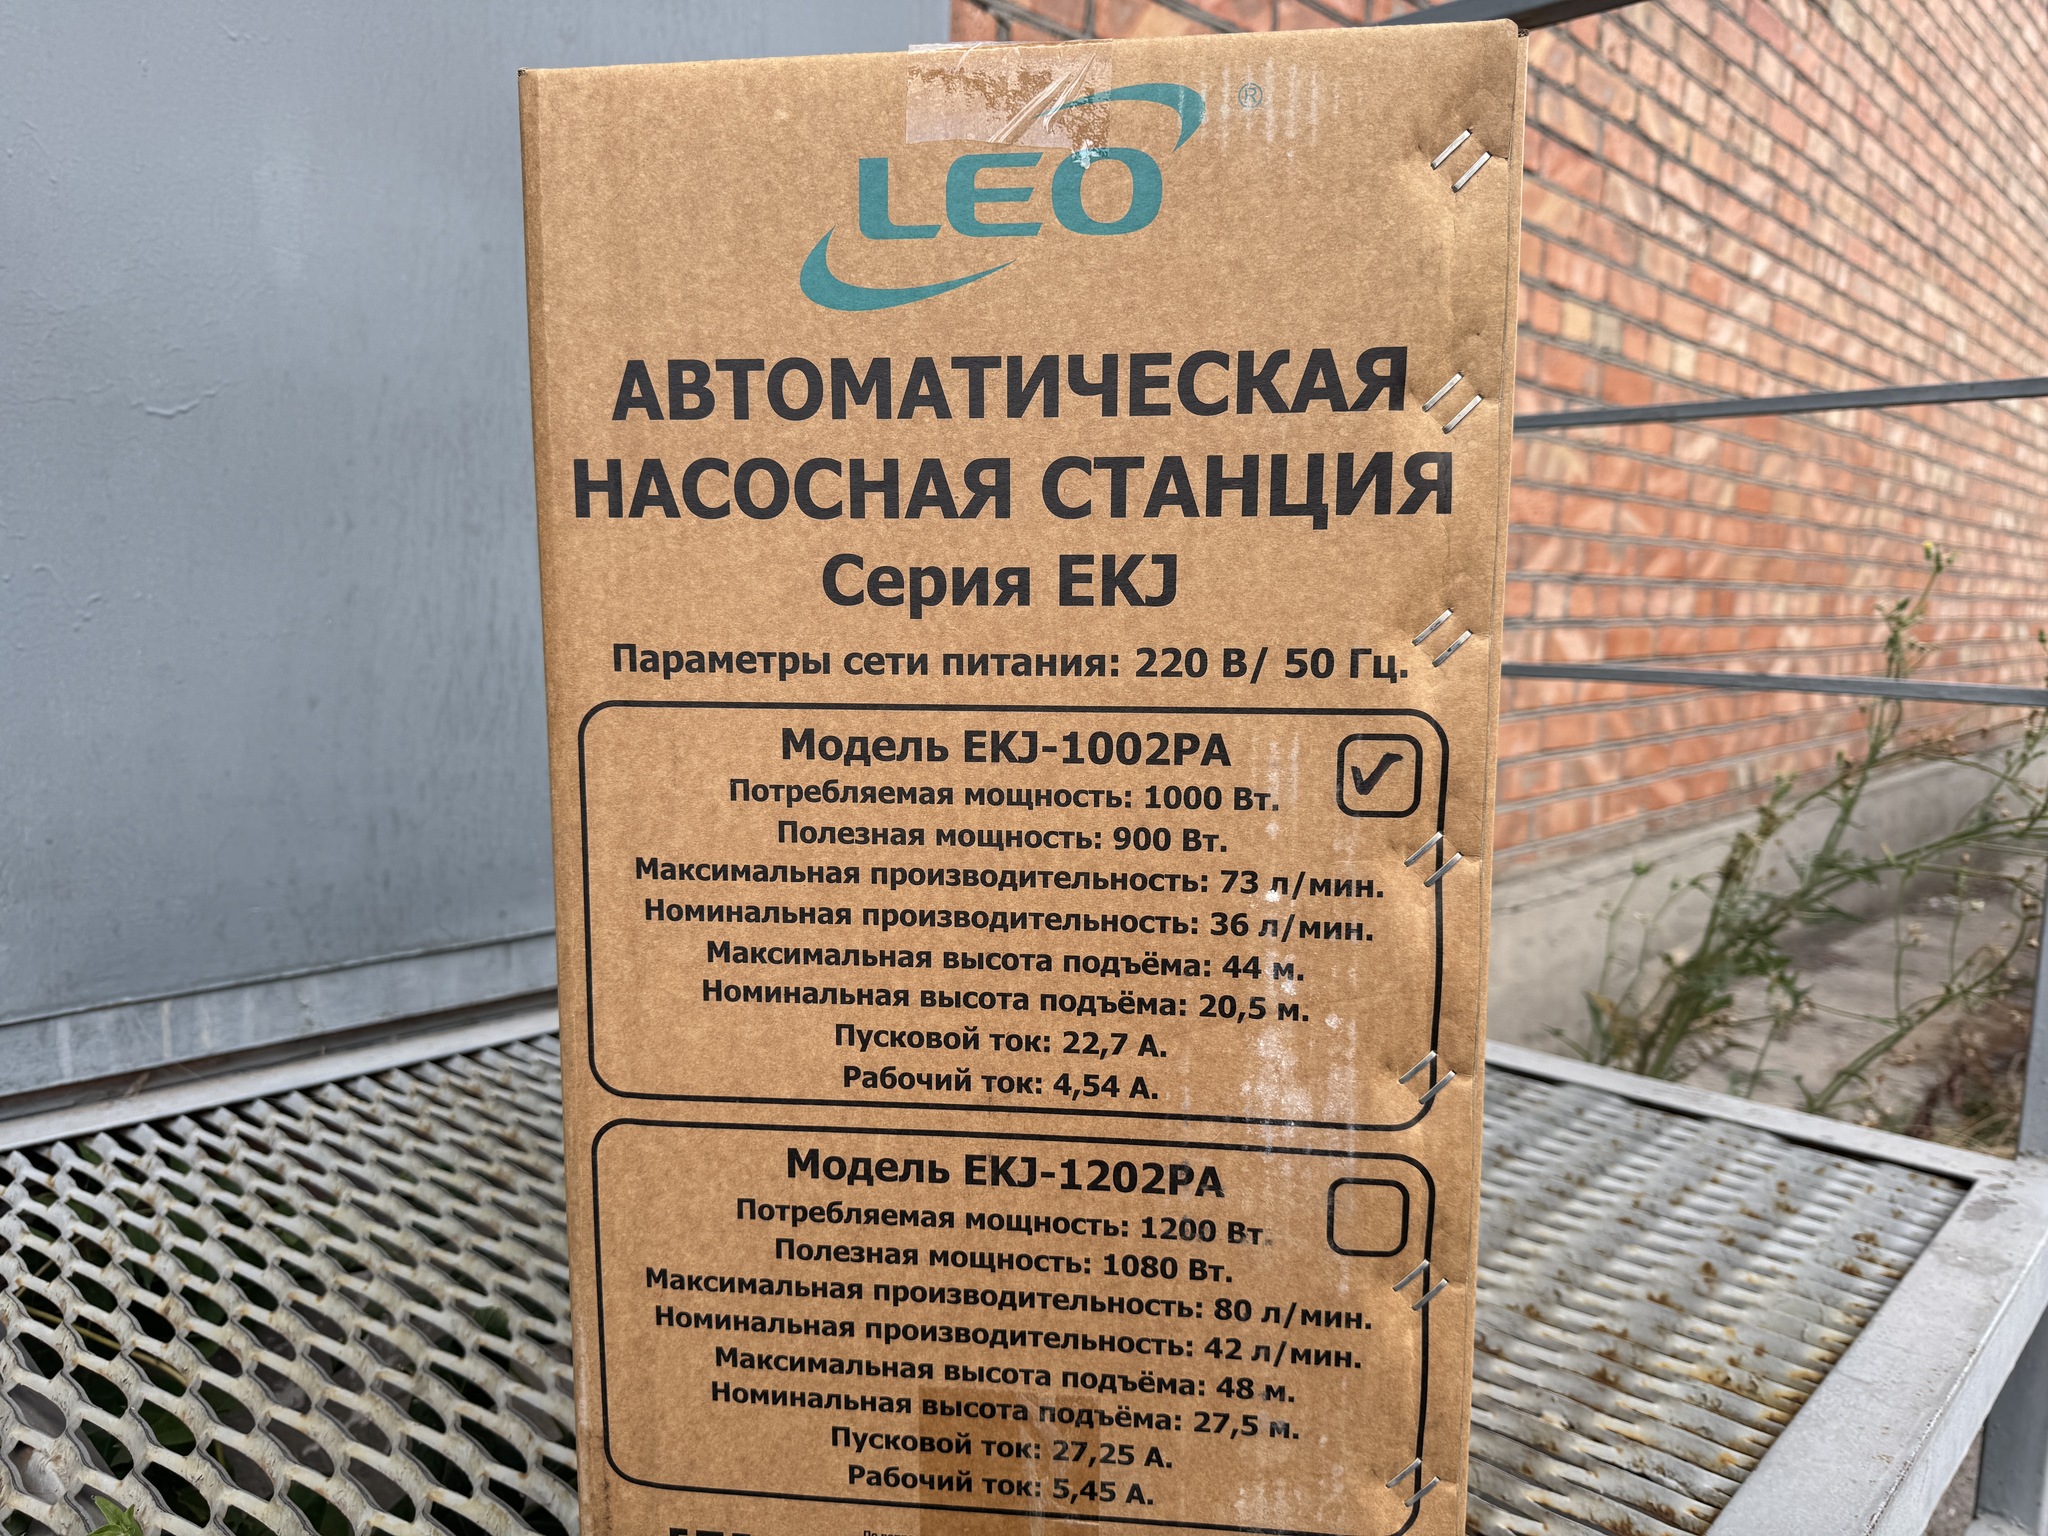 LEO ®
АВТОМАТИЧЕСКАЯ
НАСОСНАЯ СТАНЦИЯ
Серия EKJ
Параметры сети питания: 220 В/ 50 Гц.
Модель EKJ-1002PA
Потребляемая мощность: 1000 Вт.
Полезная мощность: 900 Вт.
Максимальная производительность: 73 л/мин.
Номинальная производительность: 36 л/мин.
Максимальная высота подъёма: 44 м.
Номинальная высота подъёма: 20,5 м.
Пусковой ток: 22,7 А.
Рабочий ток: 4,54 А.
Модель EKJ-1202PA
Потребляемая мощность: 1200 Вт.
Полезная мощность: 1080 Вт.
Максимальная производительность: 80 л/мин.
Номинальная производительность: 42 л/мин.
Максимальная высота подъёма: 48 м.
Номинальная высота подъёма: 27,5 м.
Пусковой ток: 27,25 А.
Рабочий ток: 5,45 А.